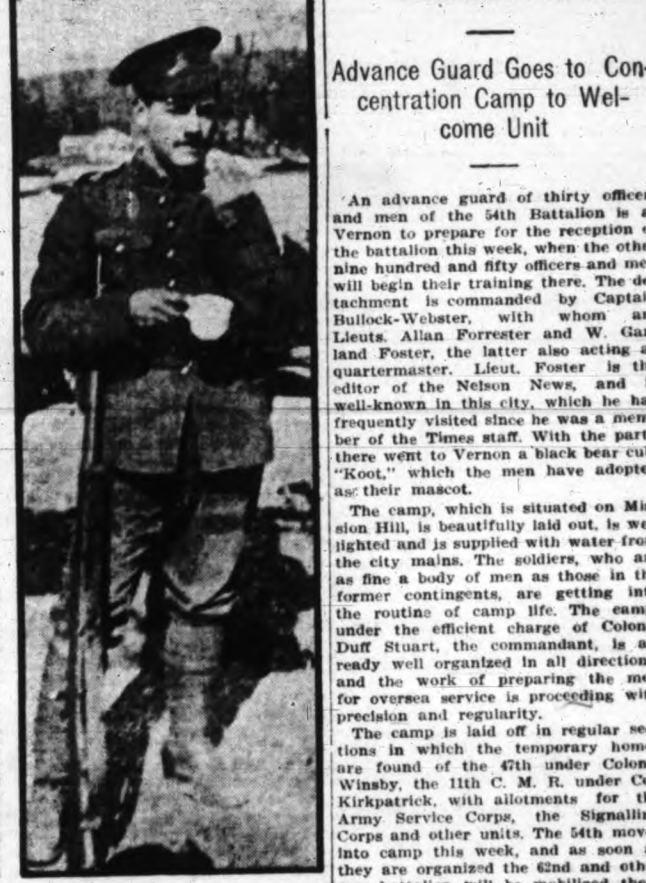 Advance Guard Goes to Con-
centration Camp to Wel-
come Unit
An advance guard of thirty officer
and men of the 54th Battalion is a
Vernon to prepare for the reception o
the battalion this week, when the othe
nine hundred and fifty officers and me
will begin their training there. The de
tachment is commanded by Captai
Bullock-Webster, with whom ar
Lieuts. Allan Forrester and W. Gar
land Foster, the latter also acting a
quartermaster. Lieut. Foster is th
editor of the Nelson News, and
well-known in this city, which he ha
frequently visited since he was a mem
ber of the Times staff. With the part
there went to Vernon a black bear cub
"Koot," which the men have adopte
as their mascot.
The camp, which is situated on Mis
sion Hill, is beautifully laid out, is we
lighted and is supplied with water fro
the city mains. The soldiers, who ar
as fine a body of men as those in th
former contingents, are getting int
the routine of camp life. The camp
under the efficient charge of Colon
Duff Stuart, the commandant, is a
ready well organized in all direction
and the work of preparing the me
for oversea service is proceeding wit
precision and regularity.
The camp is laid off in regular sec
tions in which the temporary home
are found of the 47th under Colon
Winsby, the 11th C. M. R. under Co
Kirkpatrick, with allotments for th
Army Service Corps, the Signallin
Corps and other units. The 54th move
into camp this week, and as soon a
they are organized the 62nd and oth